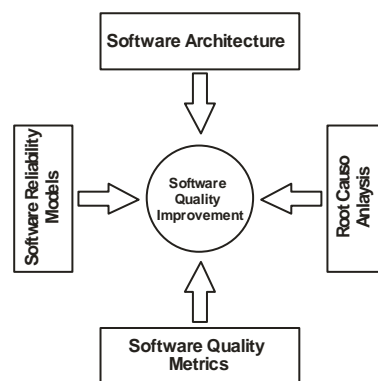 Software Architecture
Software Reliability
Models
Software
Quality
Improvement
Root Causo
Anlaysis
Software Quality
Metrics